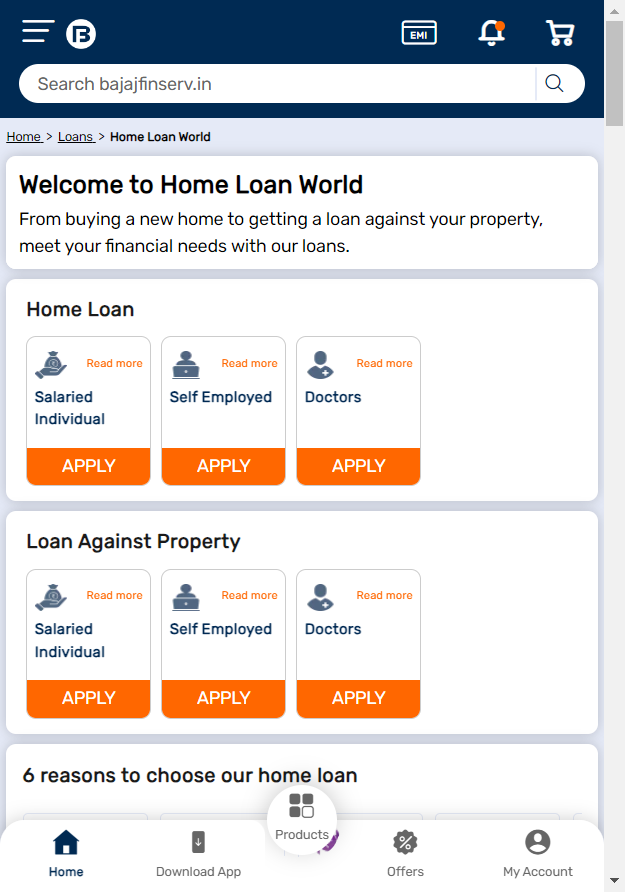 B
EMI
Search bajajfinserv.in
Home > Loans > Home Loan World
Welcome to Home Loan World
From buying a new home to getting a loan against your property,
meet your financial needs with our loans.
Home Loan
Read more Read more Read more
Salaried Individual Self Employed Doctors
APPLY APPLY APPLY
Loan Against Property
Read more Read more Read more
Salaried Individual Self Employed Doctors
APPLY APPLY APPLY
6 reasons to choose our home loan
Home Download App Products Offers My Account